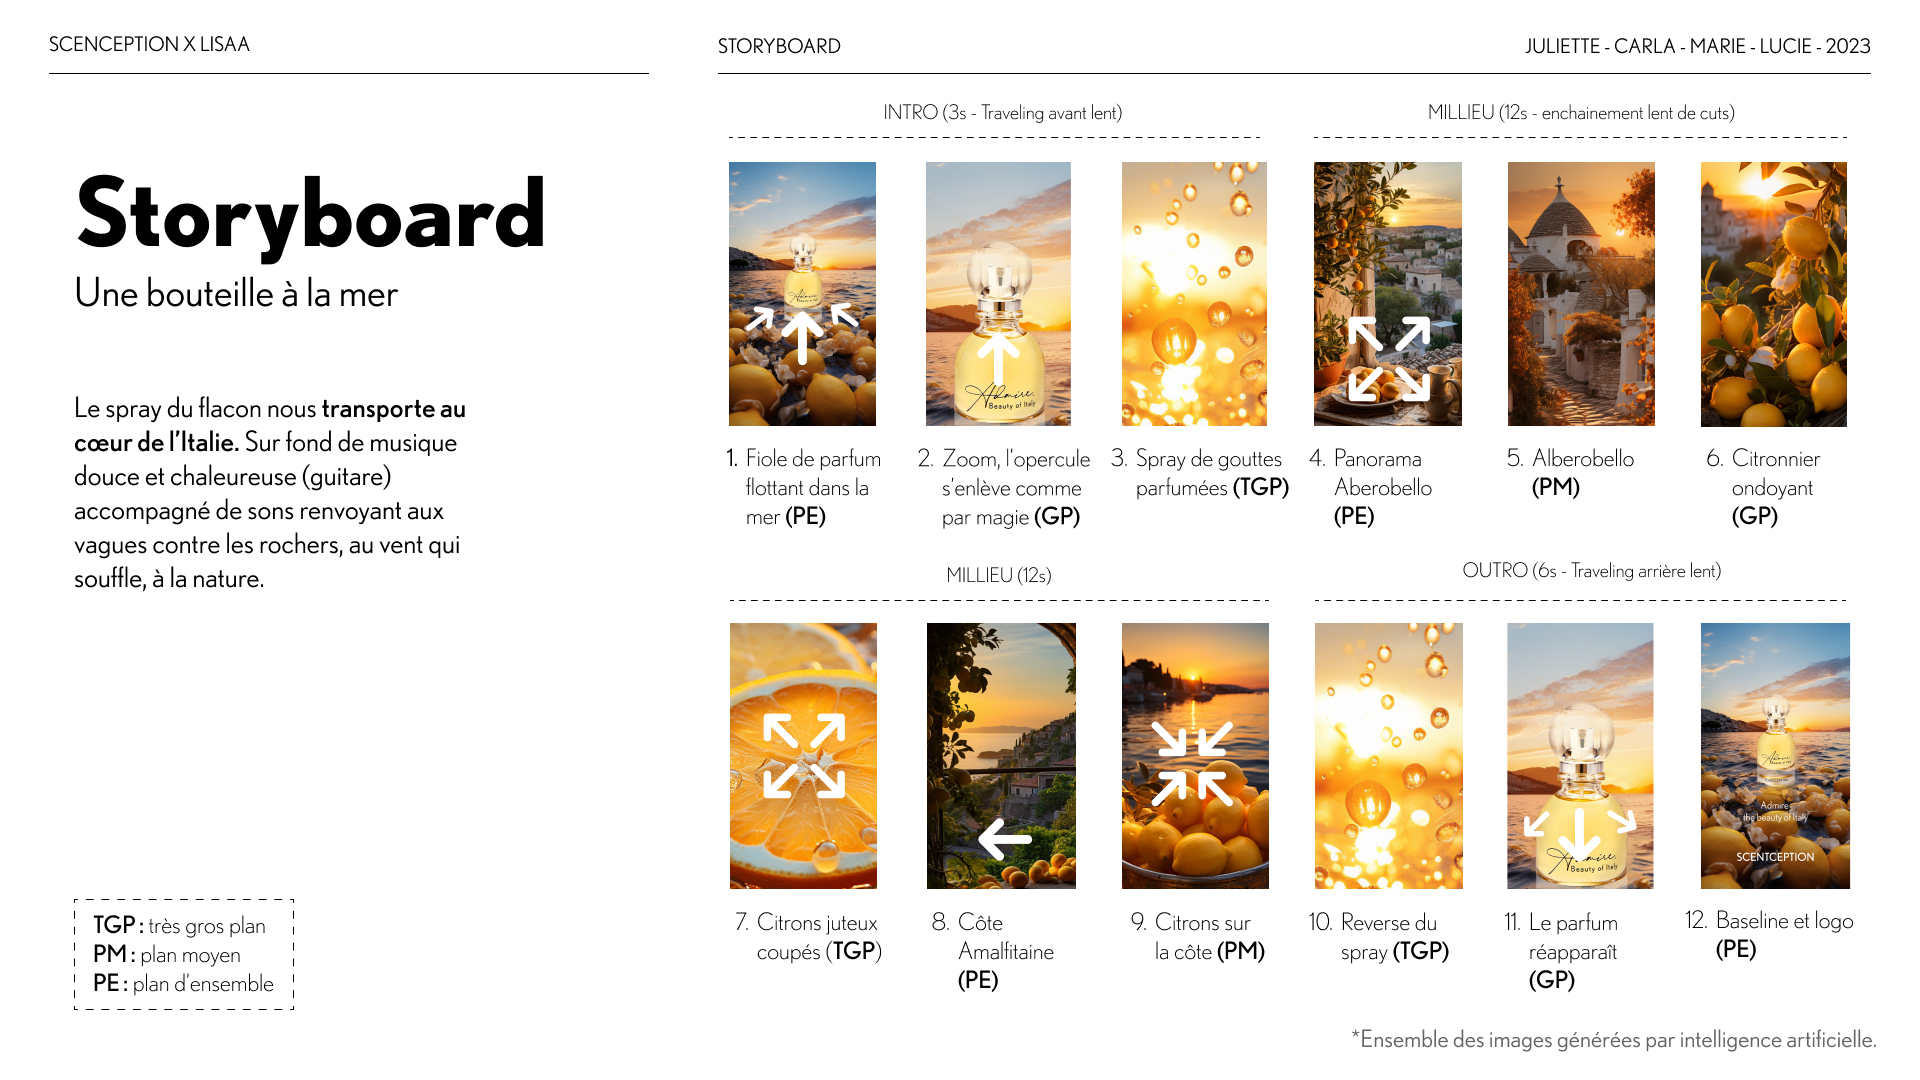 SCENCEPTION X LISAA
STORYBOARD
JULIETTE - CARLA - MARIE - LUCIE - 2023
Storyboard
Une bouteille à la mer
Le spray du flacon nous transporte au
cœur de l'Italie. Sur fond de musique
douce et chaleureuse (guitare)
accompagné de sons renvoyant aux
vagues contre les rochers, au vent qui
souffle, à la nature.
TGP : très gros plan
PM : plan moyen
PE : plan d'ensemble
INTRO (3s - Traveling avant lent)
Admire.
Beauty of Italy
Admire.
Beauty of Italy
1. Fiole de parfum
flottant dans la
mer (PE)
2. Zoom, l'opercule
s'enlève comme
par magie (GP)
3. Spray de gouttes
parfumées (TGP)
MILLIEU (12s - enchainement lent de cuts)
4. Panorama
Aberobello
(PE)
5. Alberobello
(PM)
6. Citronnier
ondoyant
(GP)
MILLIEU (12s)
7. Citrons juteux
coupés (TGP)
8. Côte
Amalfitaine
(PE)
9. Citrons sur
la côte (PM)
OUTRO (6s - Traveling arrière lent)
Admire.
Beauty of Italy
Admire.
Admire
the beauty of Italy
SCENTCEPTION
10. Reverse du
spray (TGP)
11. Le parfum
réapparaît
(GP)
12. Baseline et logo
(PE)
*Ensemble des images générées par intelligence artificielle.